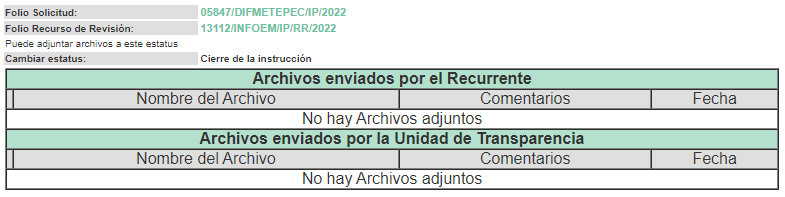 Folio Solicitud: 05847/DIFMETEPEC/IP/2022
Folio Recurso de Revisión: 13112/INFOEM/IP/RR/2022
Puede adjuntar archivos a este estatus
Cambiar estatus: Cierre de la instrucción
Archivos enviados por el Recurrente
Nombre del Archivo Comentarios Fecha
No hay Archivos adjuntos
Archivos enviados por la Unidad de Transparencia
Nombre del Archivo Comentarios Fecha
No hay Archivos adjuntos